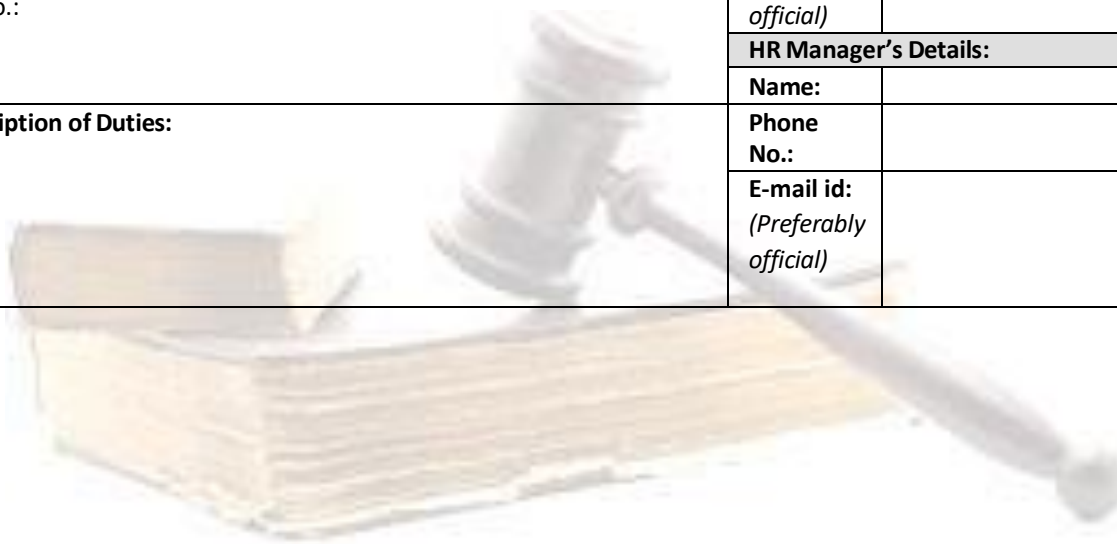 o.:
official)
HR Manager's Details:
Name:
iption of Duties:
Phone
No.:
E-mail id:
(Preferably
official)